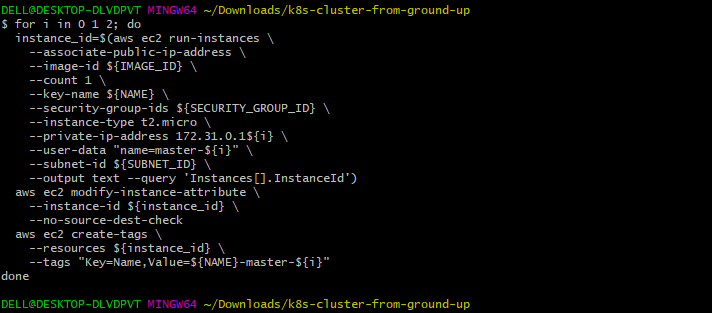 DELL@DESKTOP-DLVDPVT MINGW64 ~/Downloads/k8s-cluster-from-ground-up
$ for i in 0 1 2; do
  instance_id=$(aws ec2 run-instances \
    --associate-public-ip-address \
    --image-id ${IMAGE_ID} \
    --count 1 \
    --key-name ${NAME} \
    --security-group-ids ${SECURITY_GROUP_ID} \
    --instance-type t2.micro \
    --private-ip-address 172.31.0.1${i} \
    --user-data "name=master-${i}" \
    --subnet-id ${SUBNET_ID} \
    --output text --query 'Instances[].InstanceId')
  aws ec2 modify-instance-attribute \
    --instance-id ${instance_id} \
    --no-source-dest-check
  aws ec2 create-tags \
    --resources ${instance_id} \
    --tags "Key=Name,Value=${NAME}-master-${i}"
done
DELL@DESKTOP-DLVDPVT MINGW64 ~/Downloads/k8s-cluster-from-ground-up